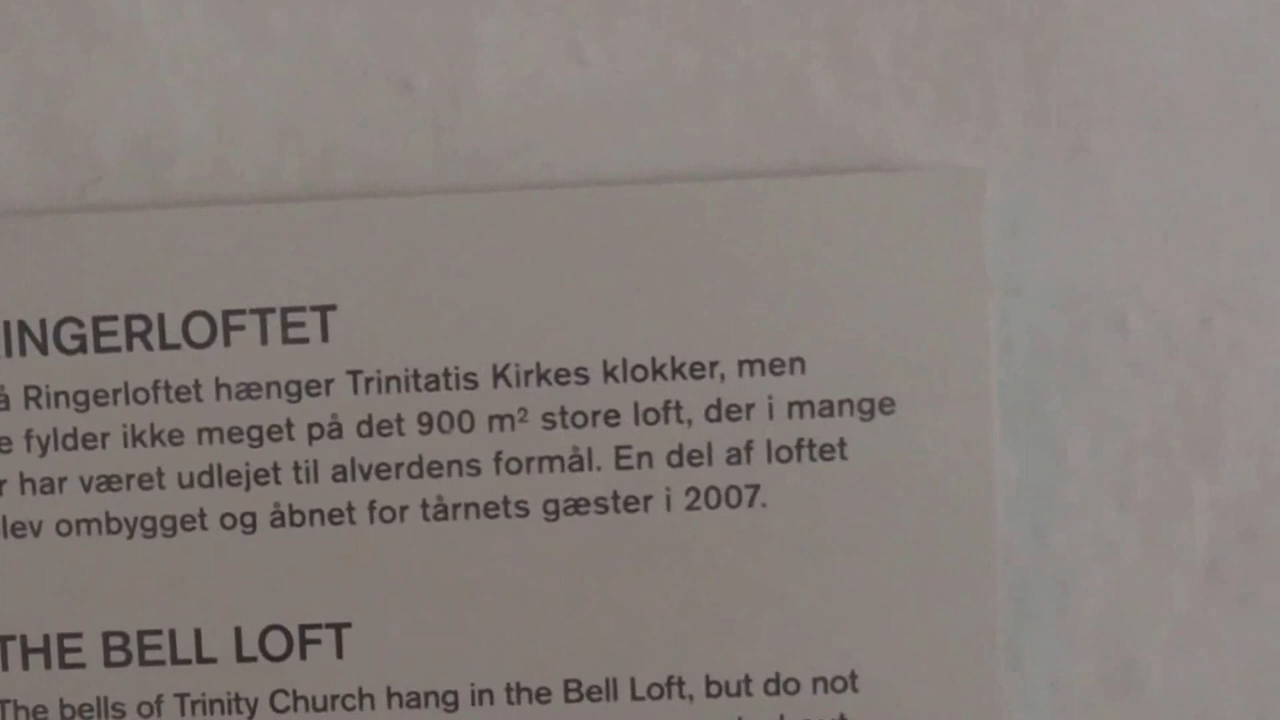 INGERLOFTET
å Ringerloftet hænger Trinitatis Kirkes klokker, men
e fylder ikke meget på det 900 m² store loft, der i mange
r har været udlejet til alverdens formål. En del af loftet
lev ombygget og åbnet for tårnets gæster i 2007.
THE BELL LOFT
The bells of Trinity Church hang in the Bell Loft, but do not